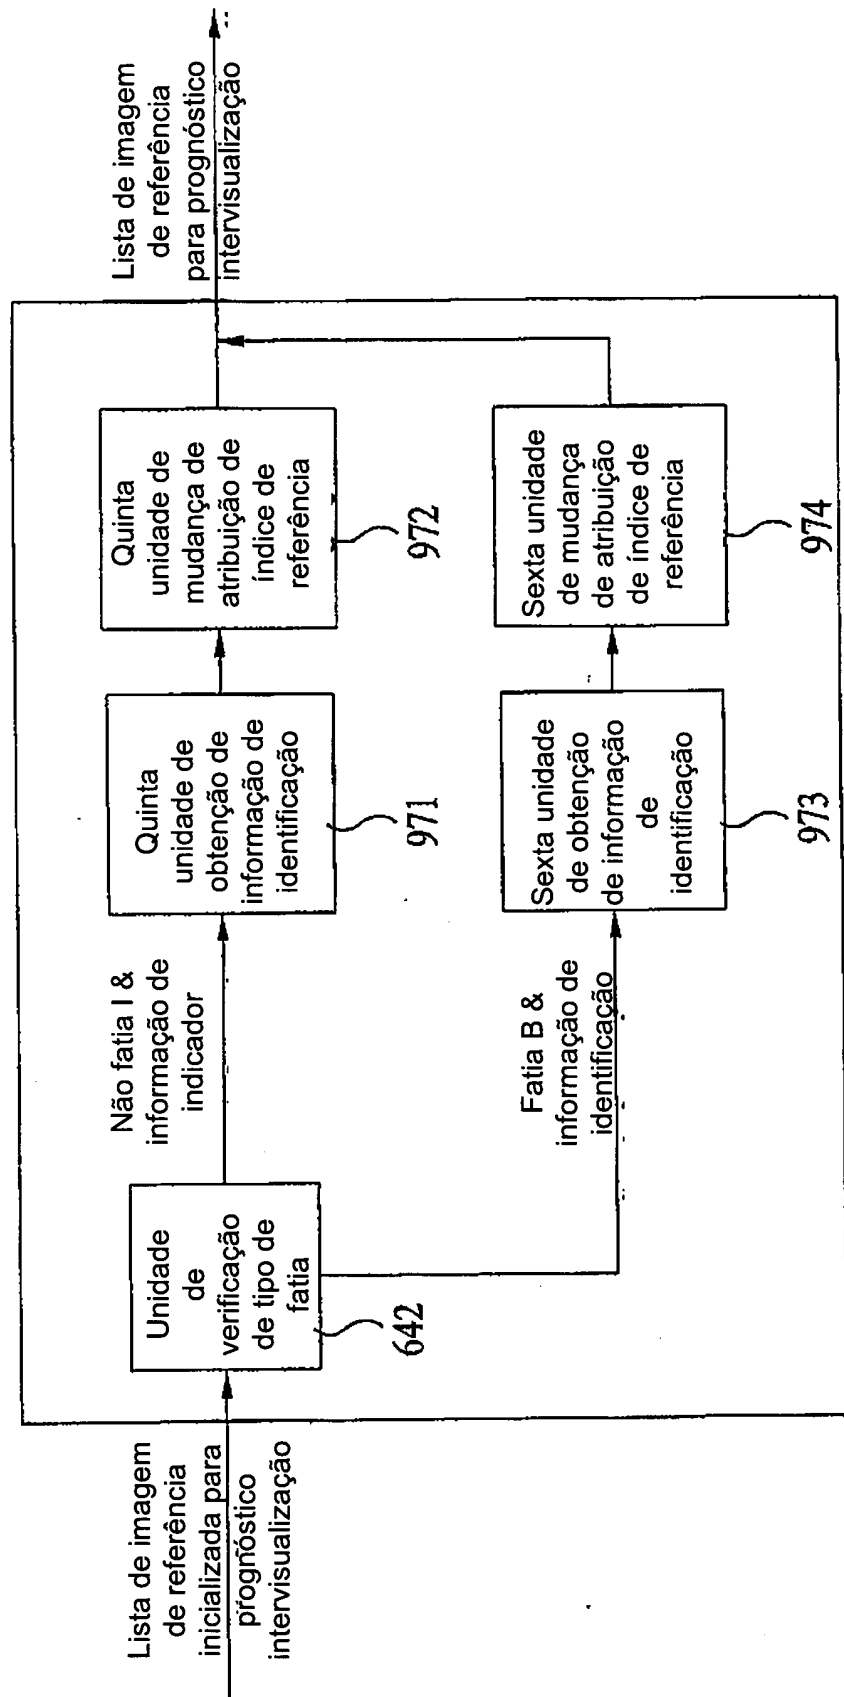 Lista de imagem
de referência
inicializada para
prognóstico
intervisualização
Unidade
de
verificação
de tipo de
fatia
642
Não fatia I &
informação de
indicador
Quinta
unidade de
obtenção de
informação de
identificação
971
Quinta
unidade de
mudança de
atribuição de
índice de
referência
972
Lista de imagem
de referência
para prognóstico
intervisualização
Fatia B &
informação de
identificação
Sexta unidade
de obtenção
de informação
de
identificação
973
Sexta unidade
de mudança
de atribuição
de índice de
referência
974